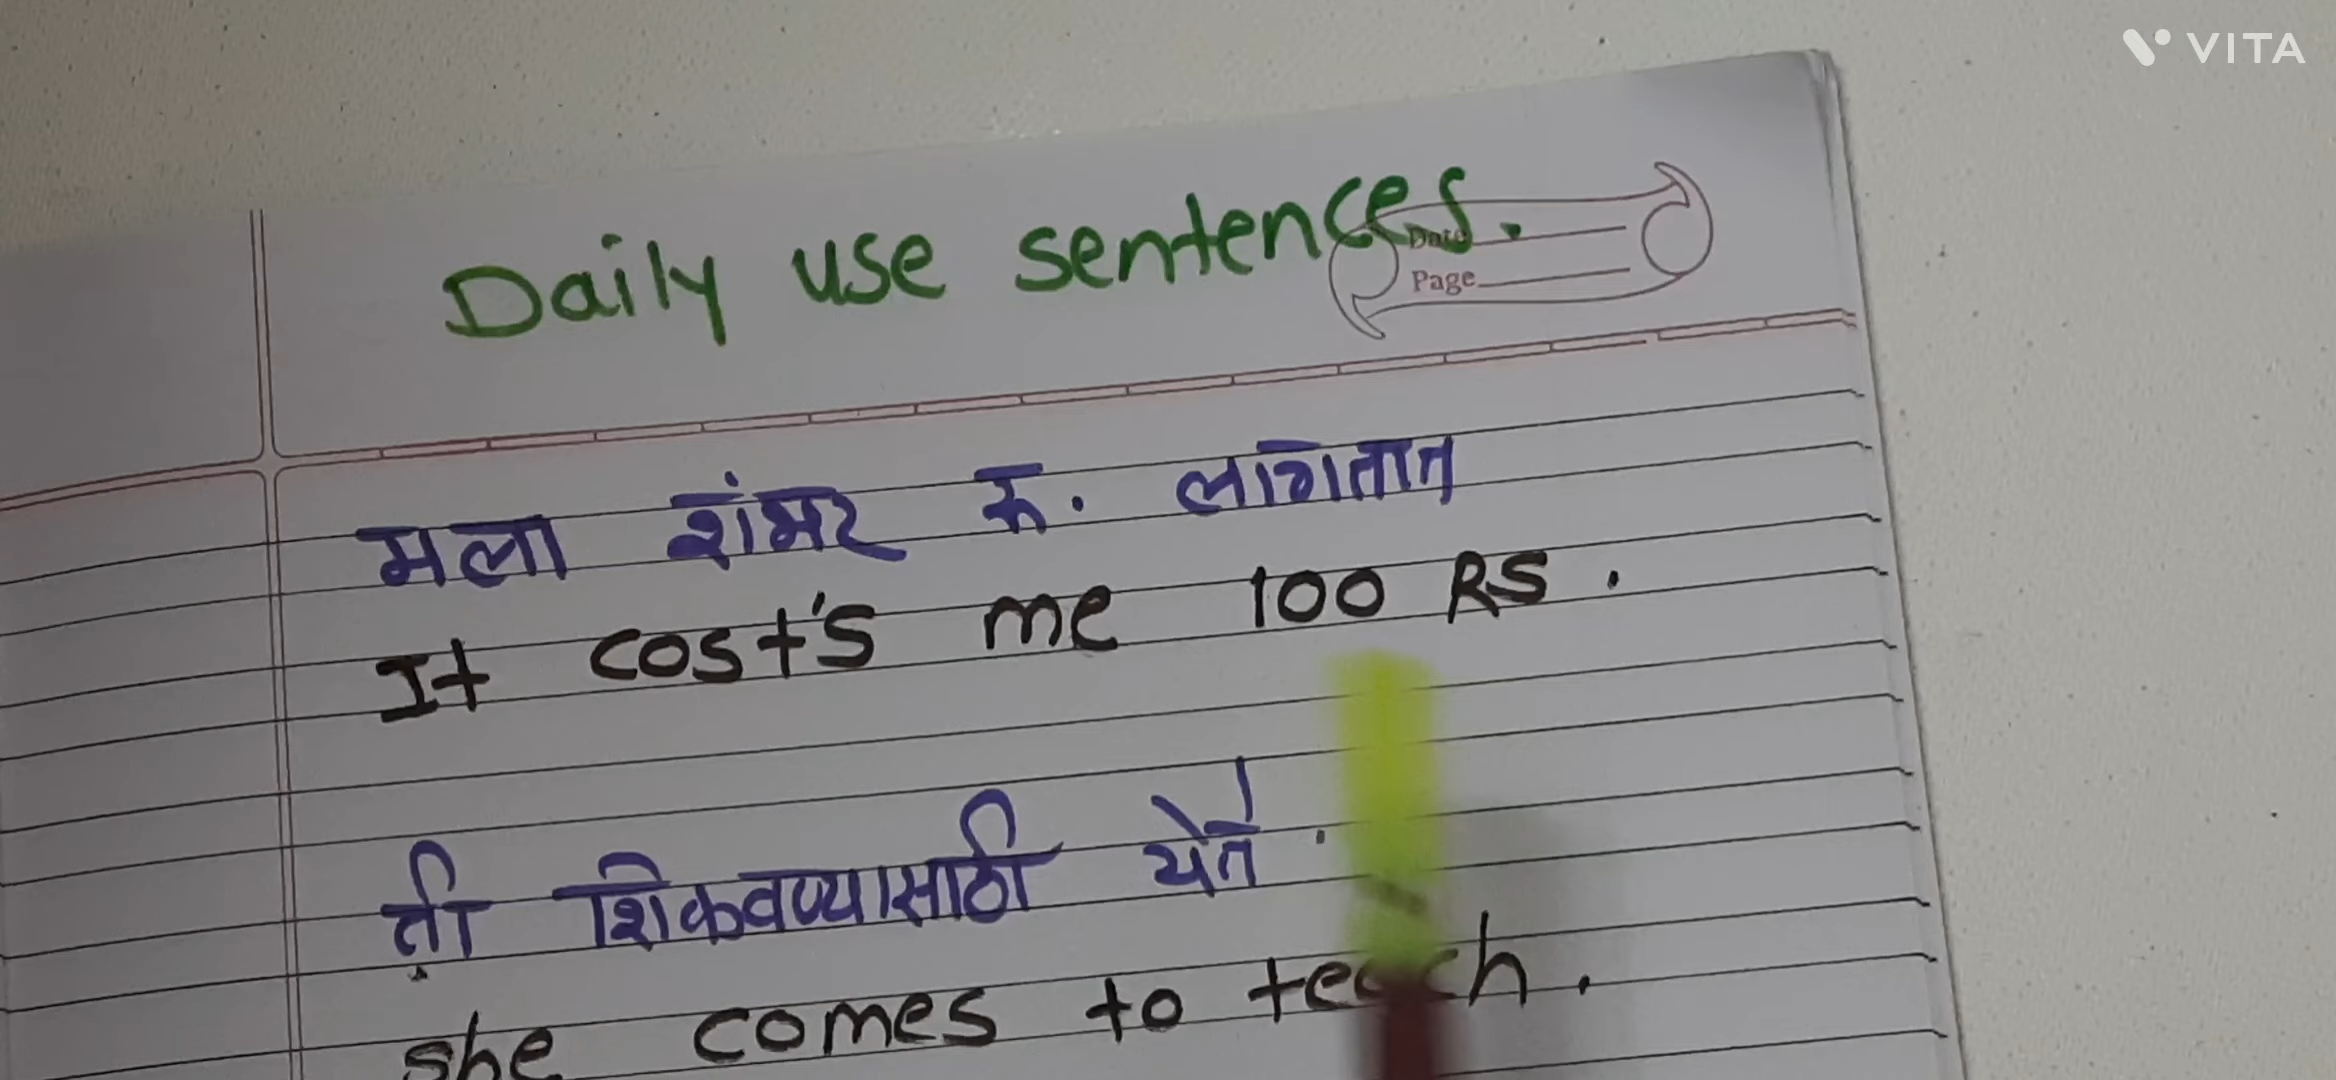 VITA
Daily use sentences.
Date
Page
मला शंभर रू. लागतात
It cost's me 100 RS.
ती शिकवण्यासाठी येते.
she comes to teach.